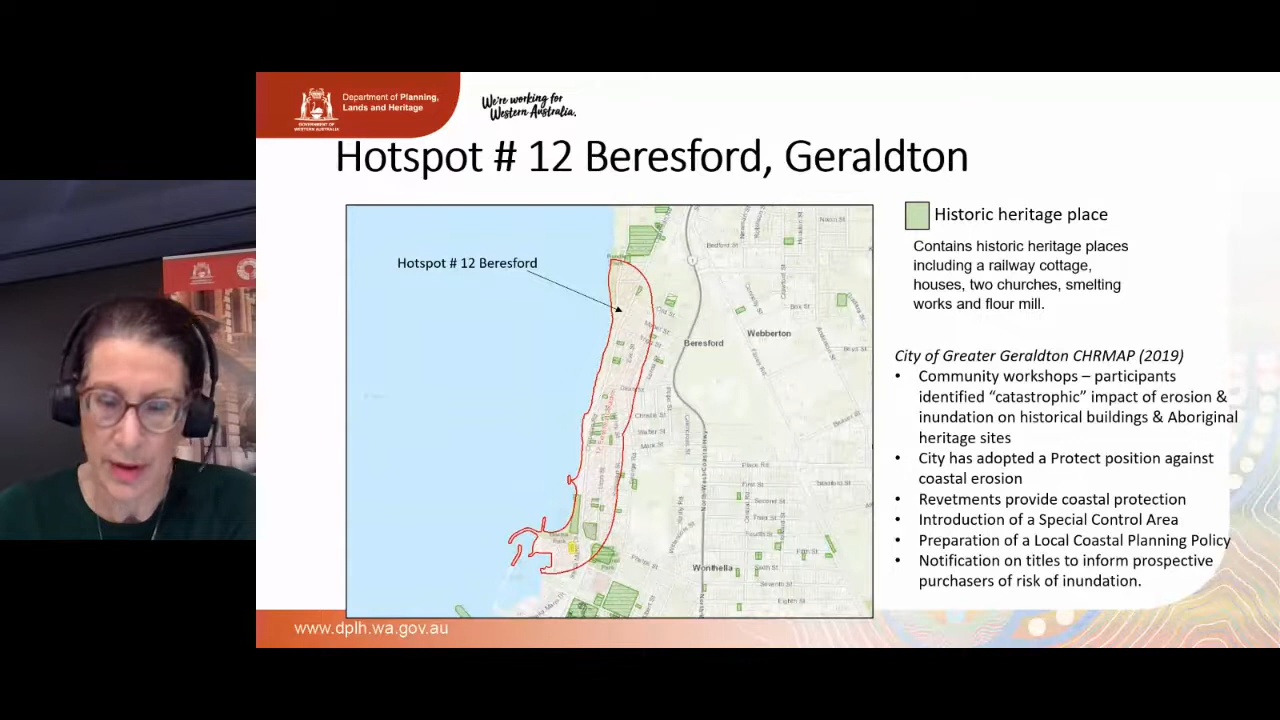 Department of Planning,
Lands and Heritage
GOVERNMENT OF
WESTERN AUSTRALIA
We're working for
Western Australia.
Hotspot # 12 Beresford, Geraldton
Hotspot # 12 Beresford
Beresford
Webberton
Wonthella
Historic heritage place
Contains historic heritage places
including a railway cottage,
houses, two churches, smelting
works and flour mill.
City of Greater Geraldton CHRMAP (2019)
• Community workshops – participants
identified “catastrophic” impact of erosion &
inundation on historical buildings & Aboriginal
heritage sites
• City has adopted a Protect position against
coastal erosion
• Revetments provide coastal protection
• Introduction of a Special Control Area
• Preparation of a Local Coastal Planning Policy
• Notification on titles to inform prospective
purchasers of risk of inundation.
www.dplh.wa.gov.au